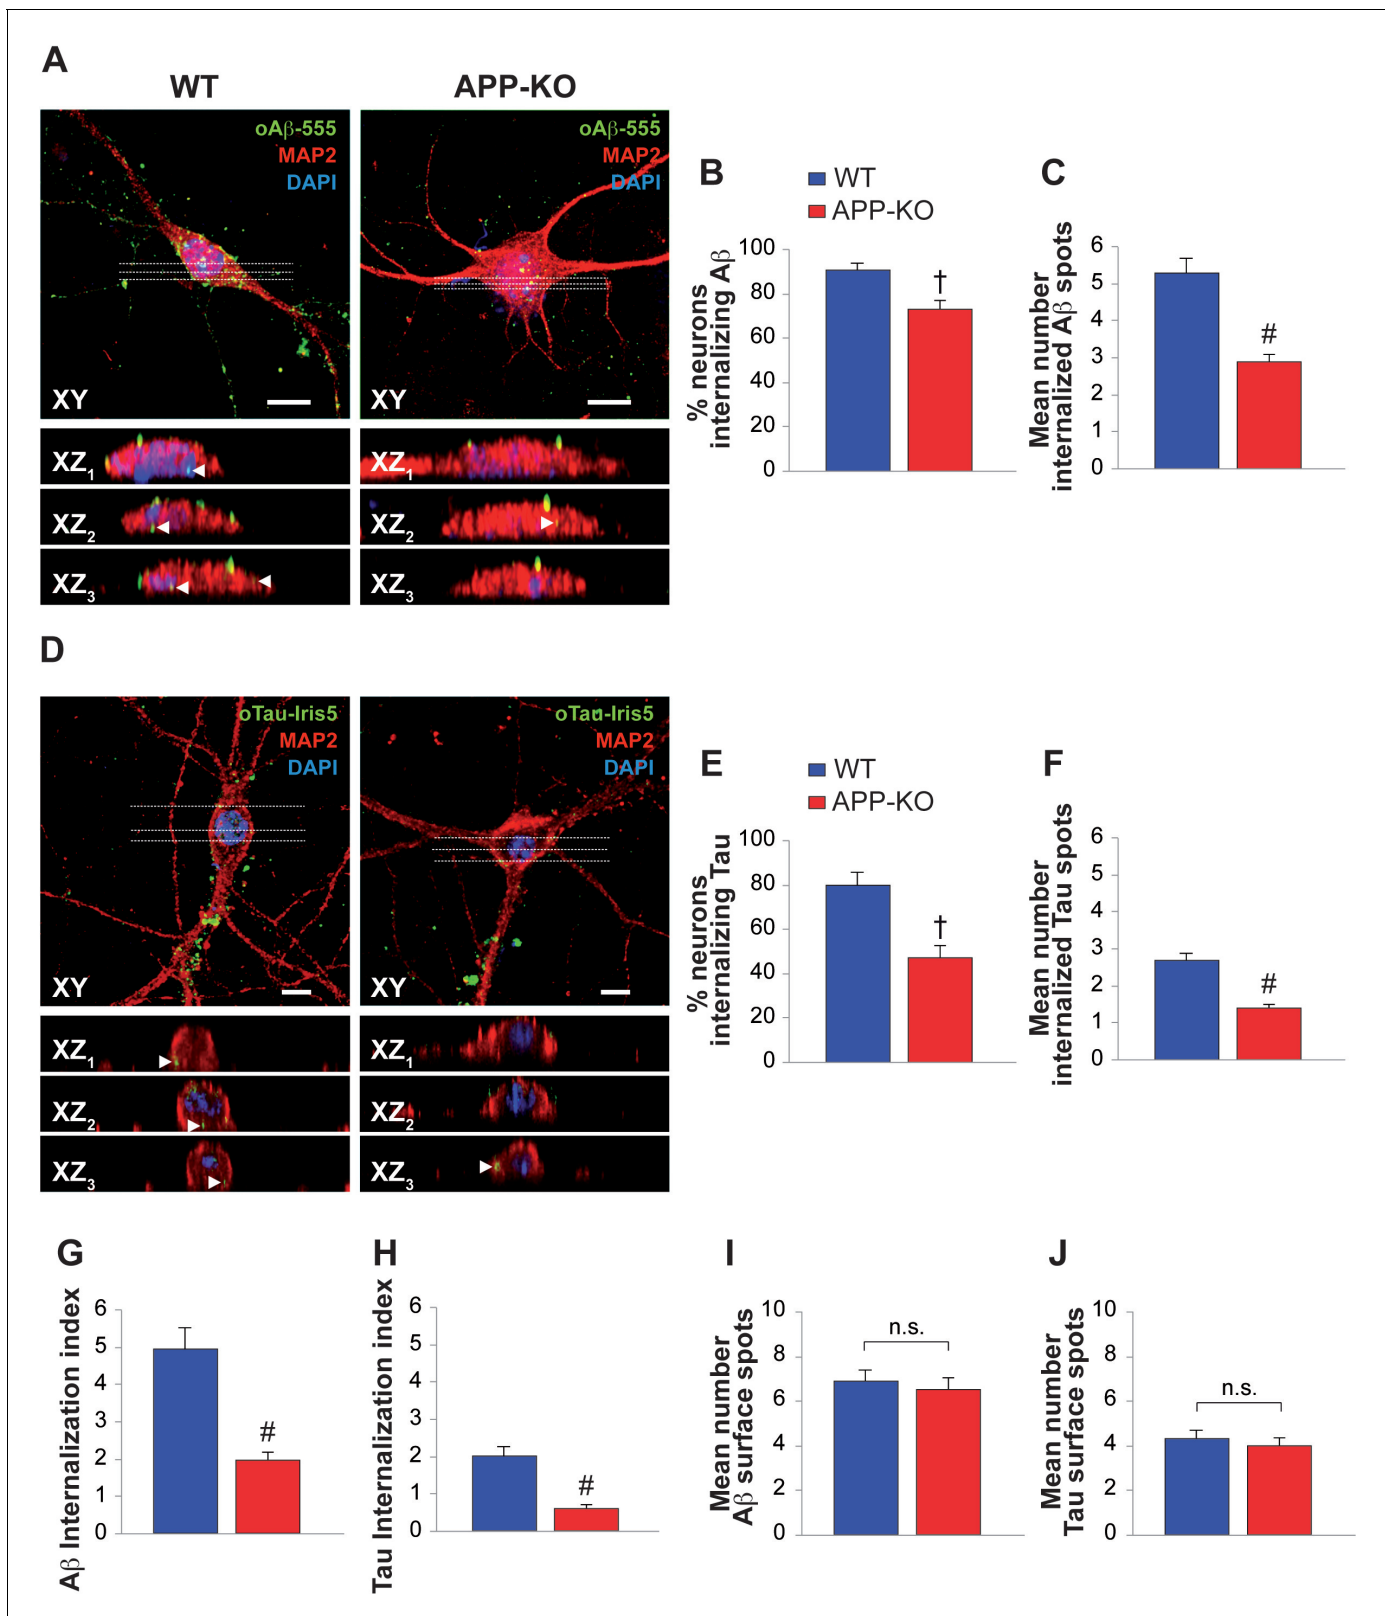 A
WT
APP-KO
oAβ-555
MAP2
DAPI
XY
oAβ-555
MAP2
DAPI
XY
XZ1
XZ1
XZ2
XZ2
XZ3
XZ3
B
WT
APP-KO
% neurons
internalizing Aβ
100
80
60
40
20
0
†
C
Mean number
internalized Aβ spots
6
5
4
3
2
1
0
#
D
oTau-Iris5
MAP2
DAPI
XY
oTau-Iris5
MAP2
DAPI
XY
XZ1
XZ1
XZ2
XZ2
XZ3
XZ3
E
WT
APP-KO
% neurons
internalizing Tau
100
80
60
40
20
0
†
F
Mean number
internalized Tau spots
6
5
4
3
2
1
0
#
G
Aβ Internalization index
6
5
4
3
2
1
0
#
H
Tau Internalization index
6
5
4
3
2
1
0
#
I
Mean number
Aβ surface spots
10
8
6
4
2
0
n.s.
J
Mean number
Tau surface spots
10
8
6
4
2
0
n.s.